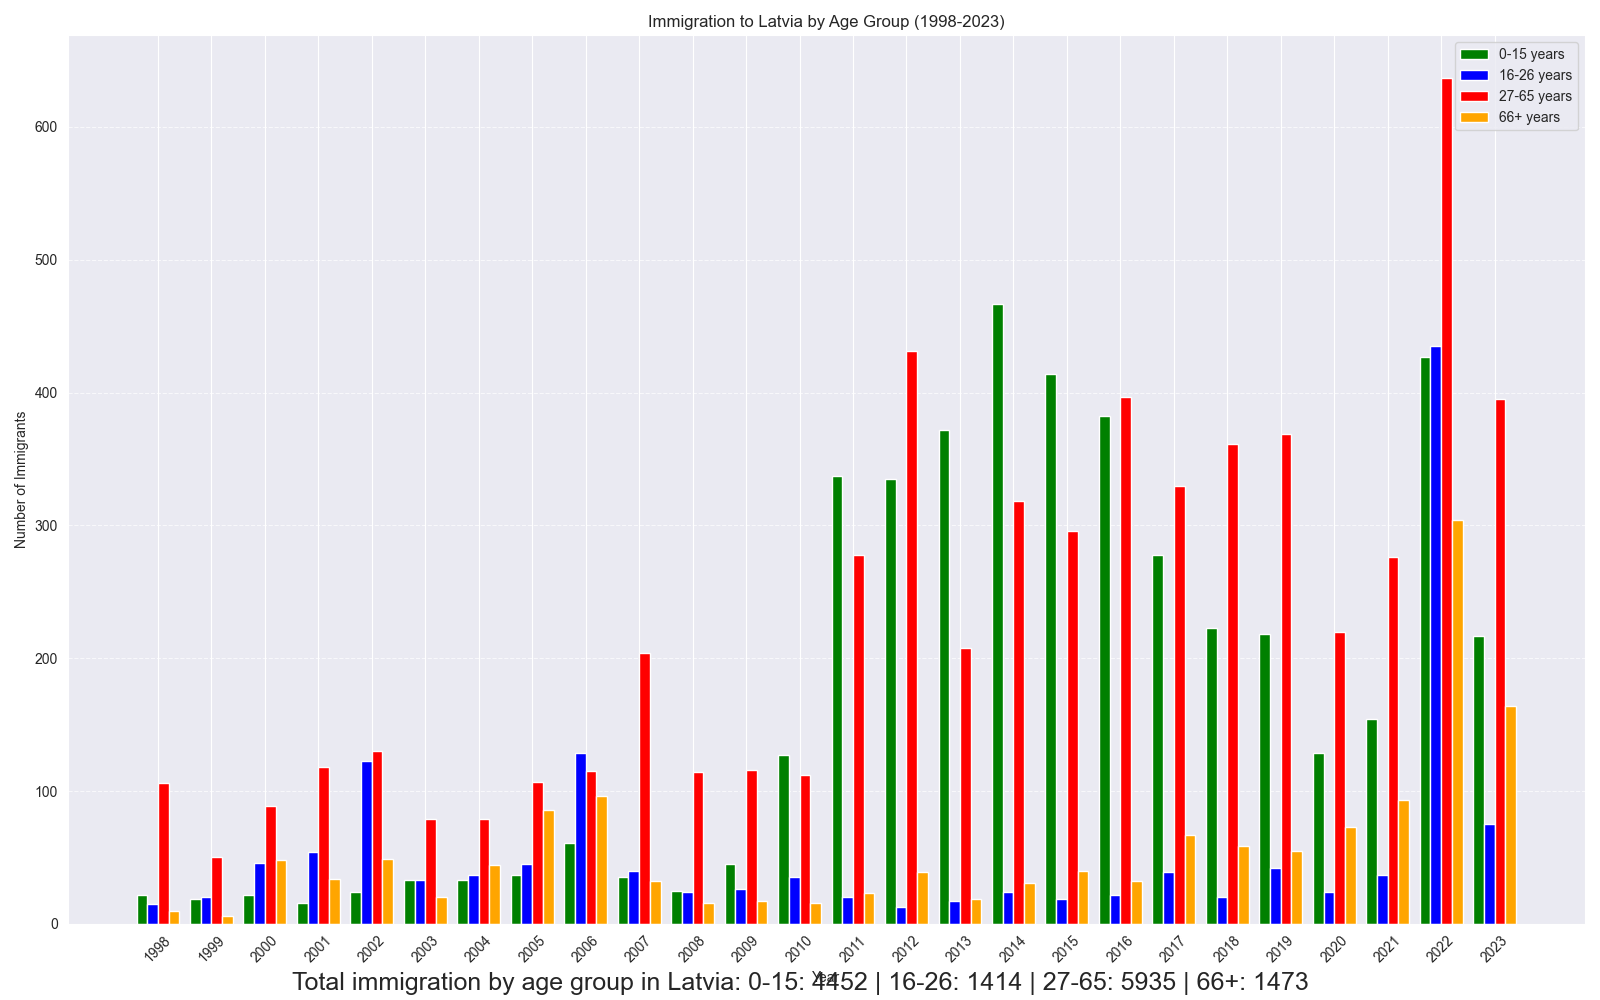 Immigration to Latvia by Age Group (1998-2023)
0-15 years
16-26 years
27-65 years
66+ years
Number of Immigrants
600
500
400
300
200
100
0
1998 1999 2000 2001 2002 2003 2004 2005 2006 2007 2008 2009 2010 2011 2012 2013 2014 2015 2016 2017 2018 2019 2020 2021 2022 2023
Year
Total immigration by age group in Latvia: 0-15: 4452 | 16-26: 1414 | 27-65: 5935 | 66+: 1473